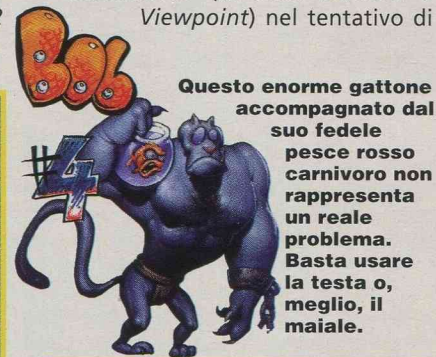 Viewpoint) nel tentativo di
BOB
#4
Questo enorme gattone
accompagnato dal
suo fedele
pesce rosso
carnivoro non
rappresenta
un reale
problema.
Basta usare
la testa o,
meglio, il
maiale.